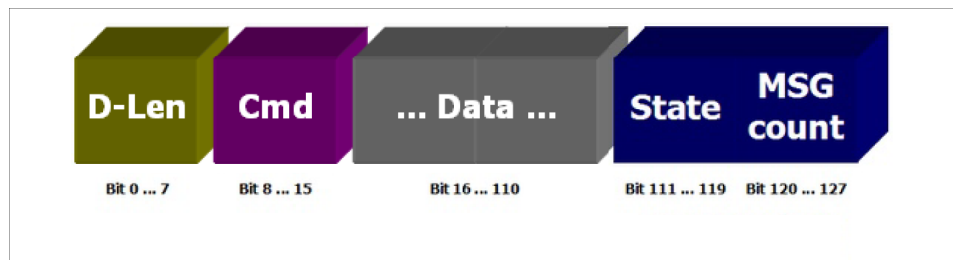 D-Len
Cmd
... Data ...
State
MSG
count
Bit 0 ... 7
Bit 8 ... 15
Bit 16 ... 110
Bit 111 ... 119
Bit 120 ... 127